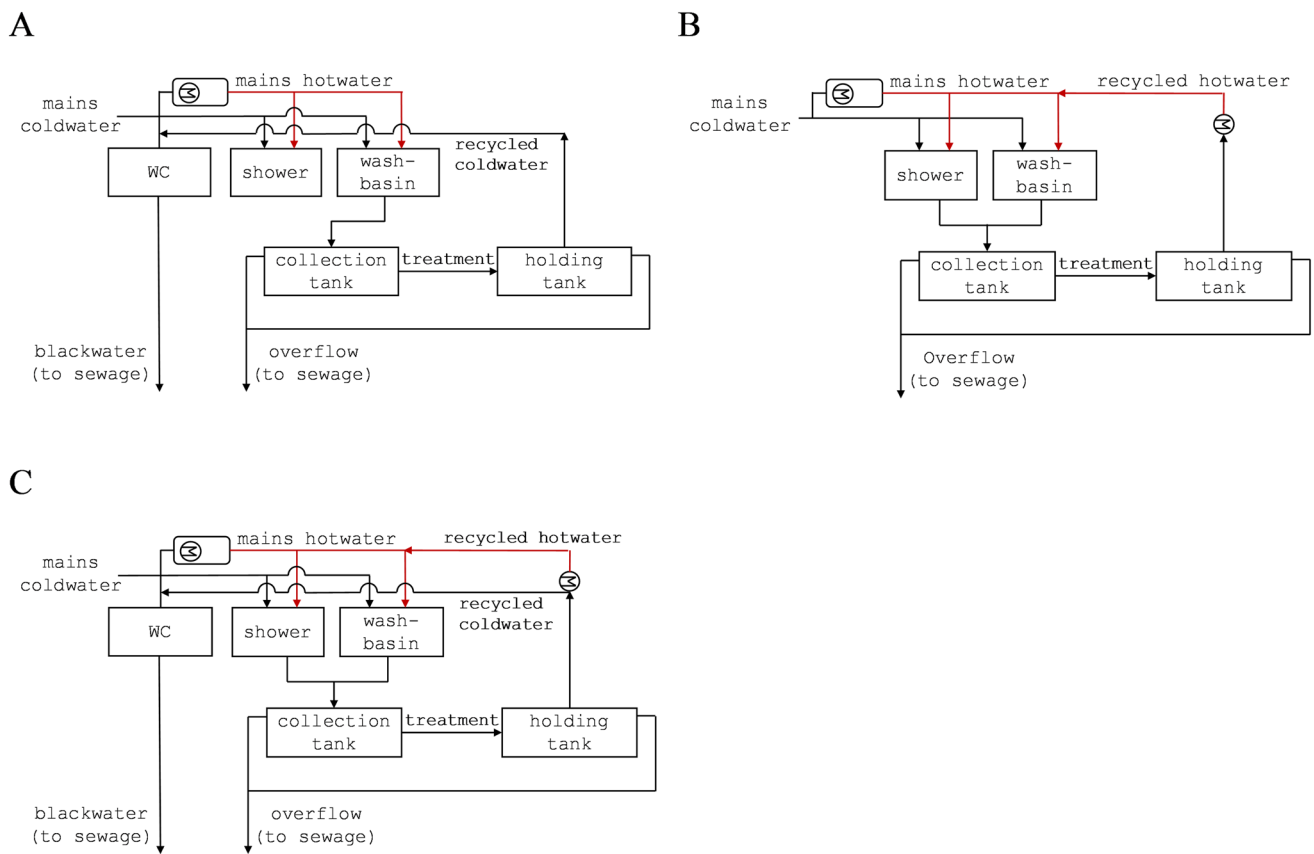 A
mains hotwater
mains
coldwater
recycled
coldwater
WC
shower
wash-
basin
collection
tank
treatment
holding
tank
blackwater
(to sewage)
overflow
(to sewage)
B
mains hotwater
recycled hotwater
mains
coldwater
shower
wash-
basin
collection
tank
treatment
holding
tank
Overflow
(to sewage)
C
mains hotwater
recycled hotwater
mains
coldwater
recycled
coldwater
WC
shower
wash-
basin
collection
tank
treatment
holding
tank
blackwater
(to sewage)
overflow
(to sewage)